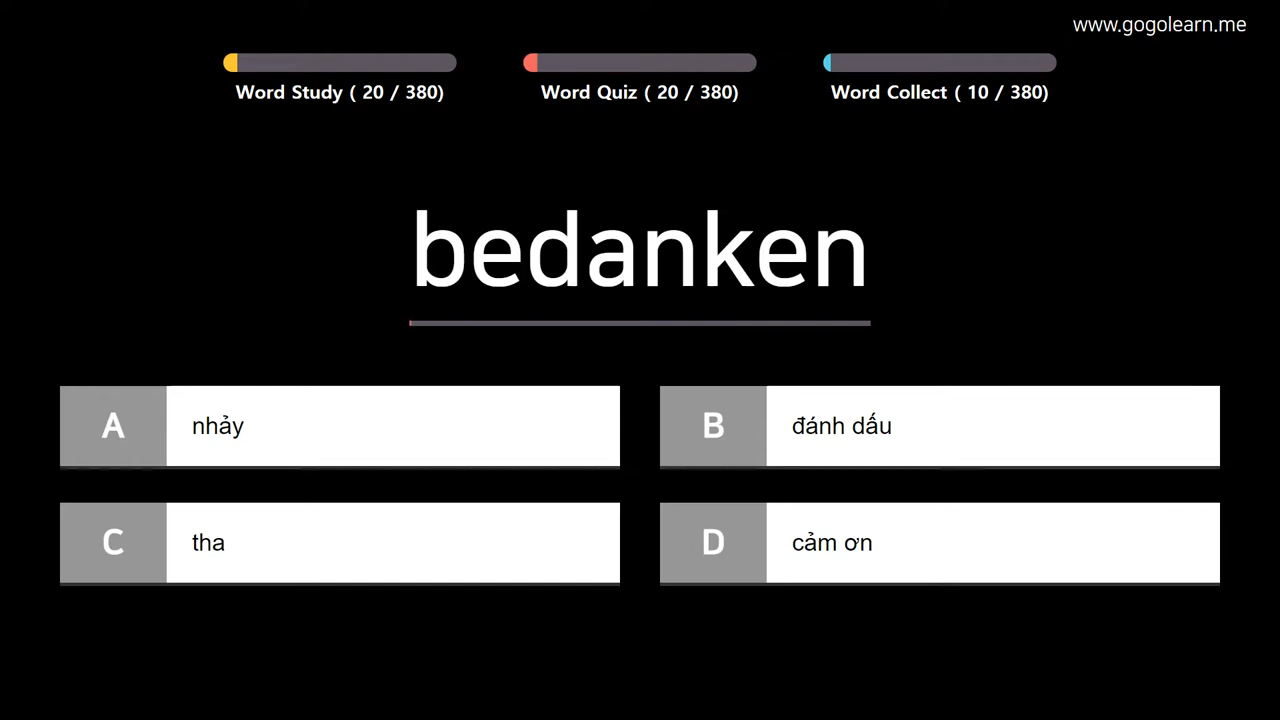 www.gogolearn.me
Word Study ( 20 / 380)
Word Quiz ( 20 / 380)
Word Collect ( 10 / 380)
bedanken
A
nhảy
B
đánh dấu
C
tha
D
cảm ơn